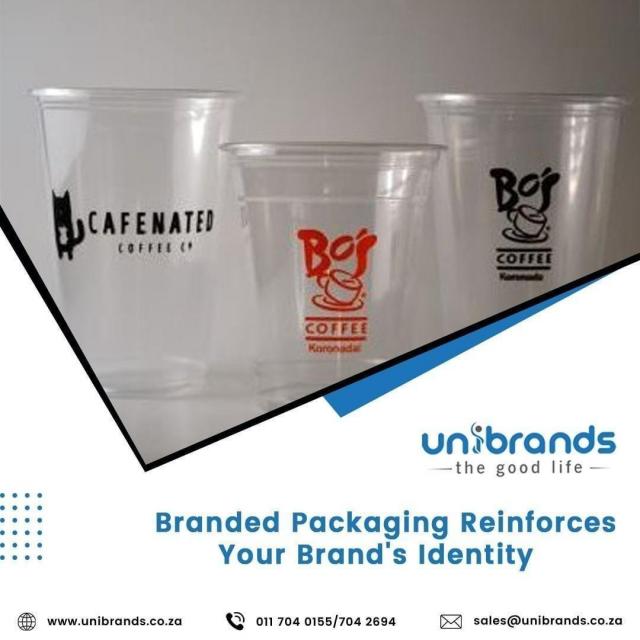 CAFENATED
COFFEE CO
Bo's
COFFEE
Koronadal
Bo's
COFFEE
Koronadal
unibrands
the good life
Branded Packaging Reinforces
Your Brand's Identity
www.unibrands.co.za
011 704 0155/704 2694
sales@unibrands.co.za